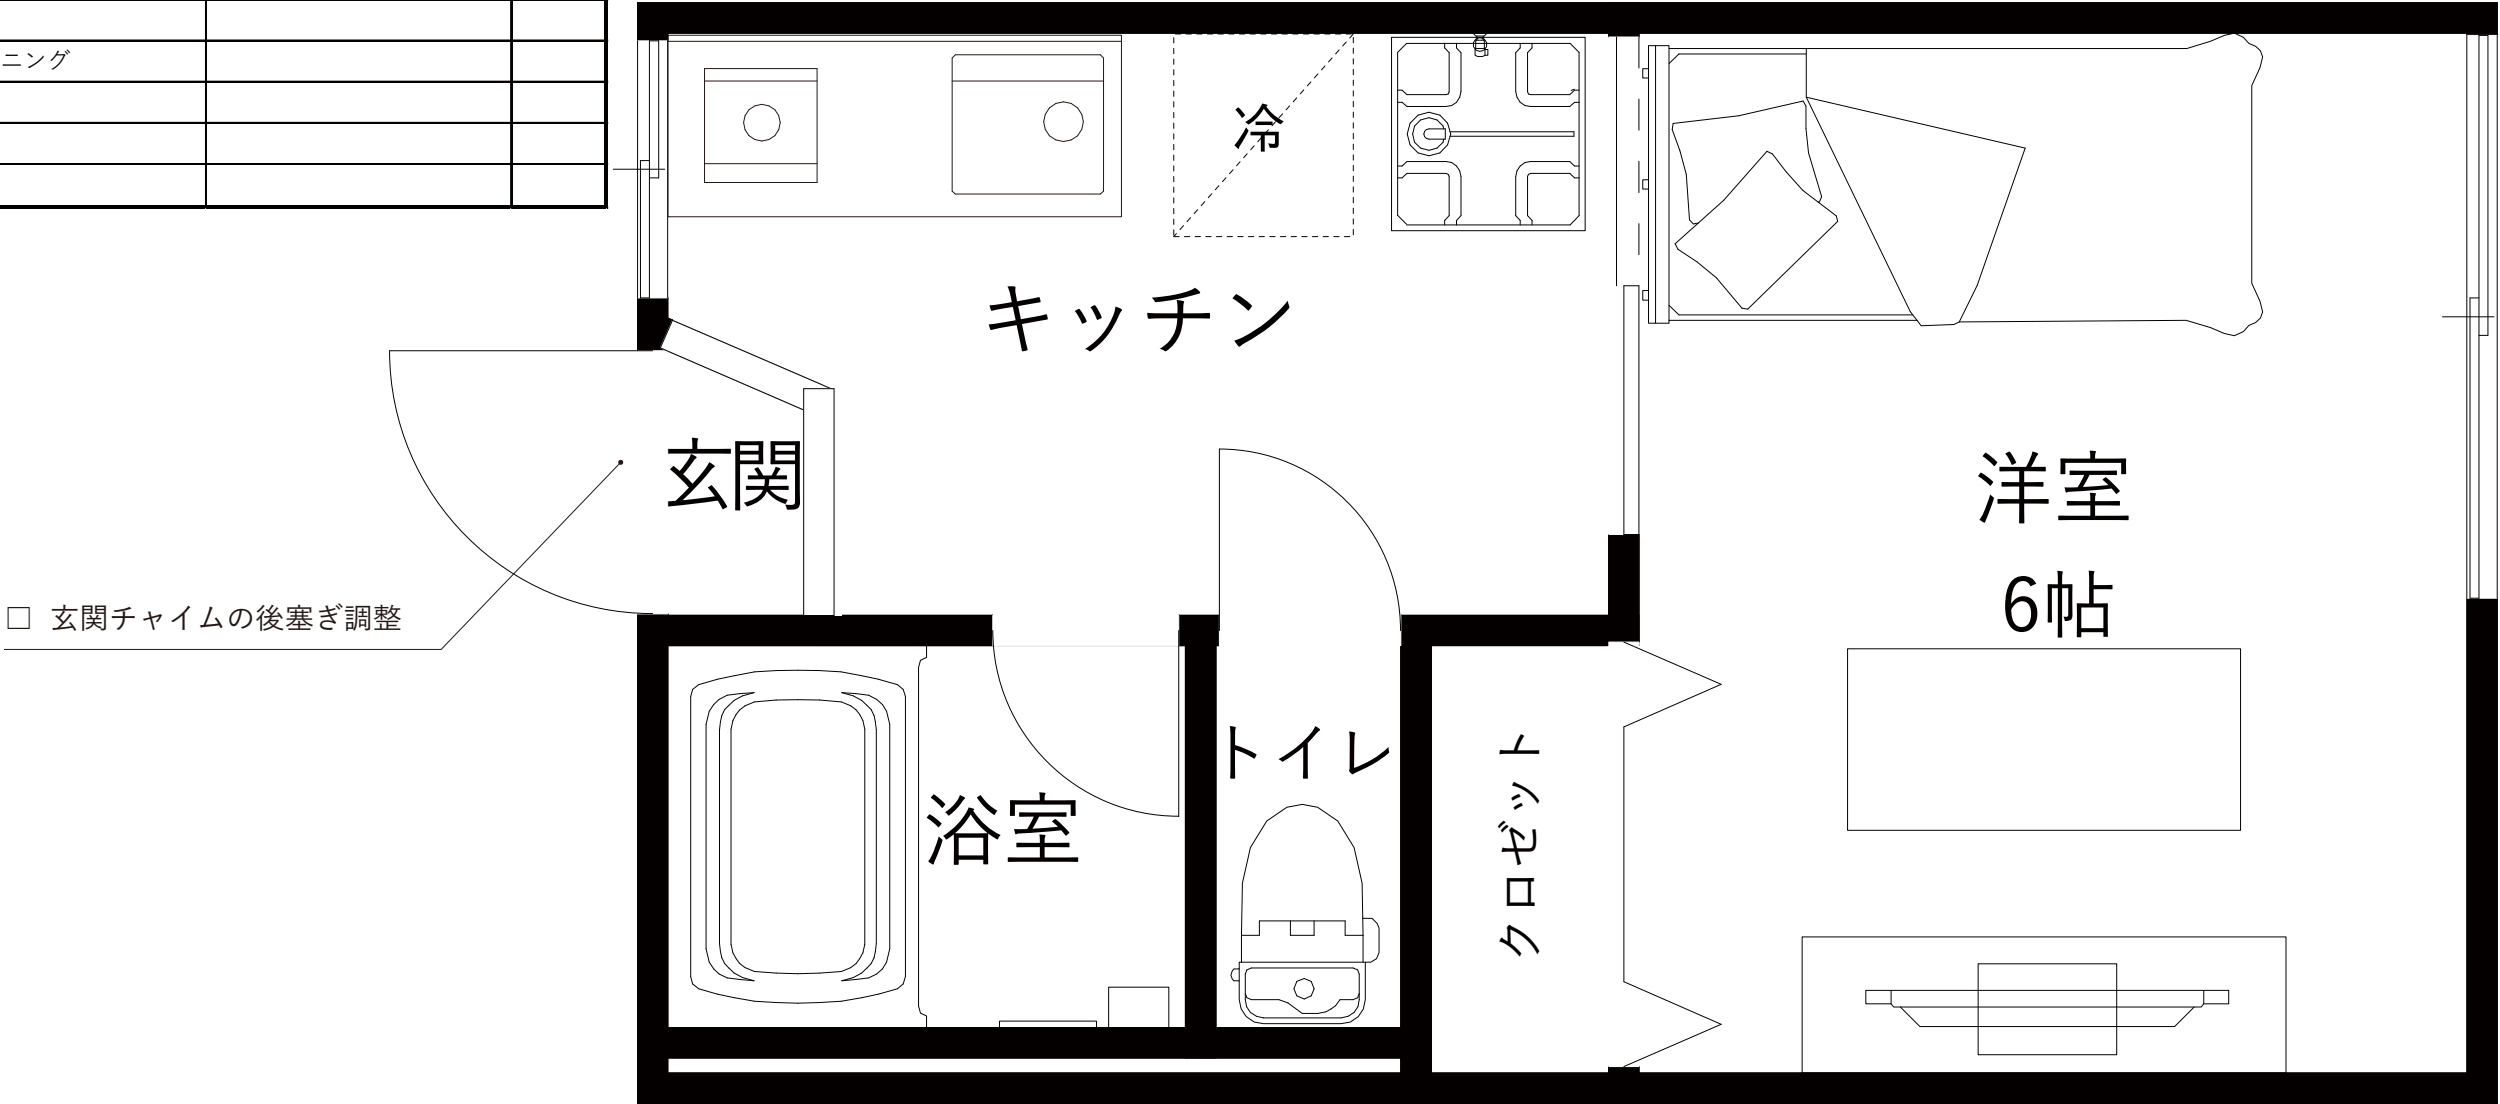 ニング
冷
キッチン
玄関
洋室
6帖
□ 玄関チャイムの後塞ぎ調整
トイレ
浴室
クロゼット